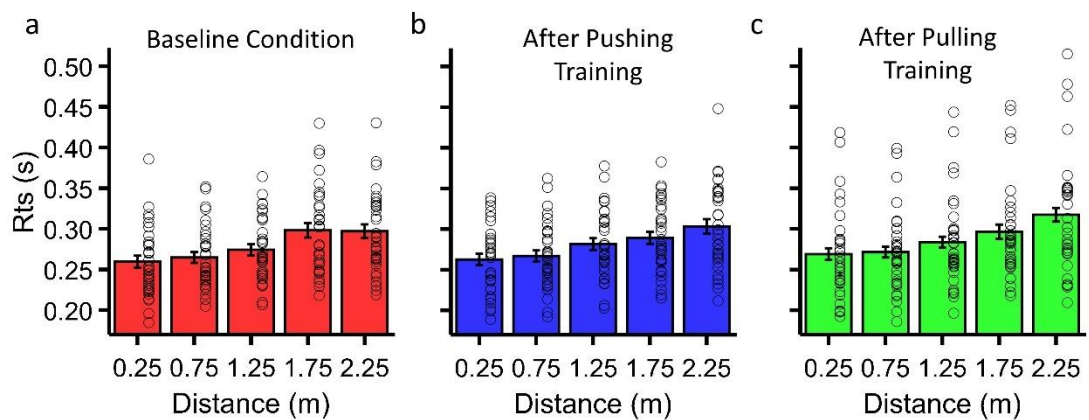 a
Baseline Condition
b
After Pushing
Training
c
After Pulling
Training
Rts (s)
0.50
0.45
0.40
0.35
0.30
0.25
0.20
0.25 0.75 1.25 1.75 2.25
Distance (m)
0.25 0.75 1.25 1.75 2.25
Distance (m)
0.25 0.75 1.25 1.75 2.25
Distance (m)